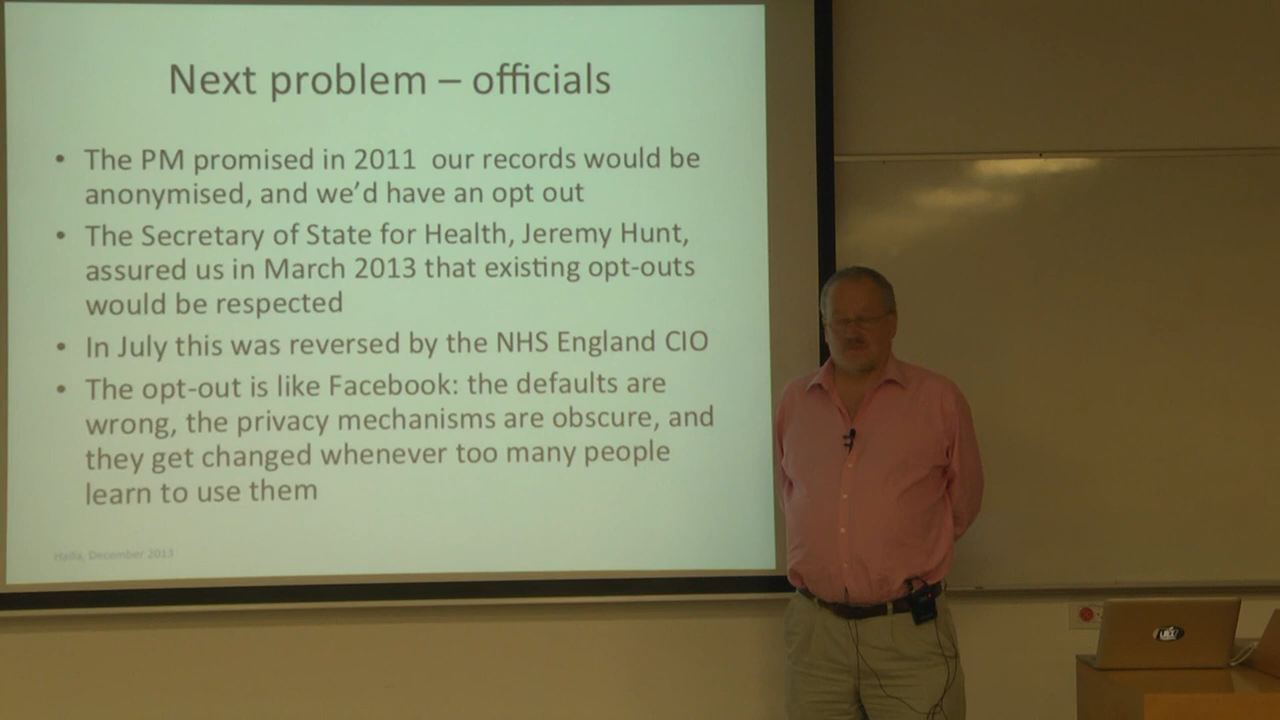 Next problem – officials
• The PM promised in 2011 our records would be
anonymised, and we'd have an opt out
• The Secretary of State for Health, Jeremy Hunt,
assured us in March 2013 that existing opt-outs
would be respected
• In July this was reversed by the NHS England CIO
• The opt-out is like Facebook: the defaults are
wrong, the privacy mechanisms are obscure, and
they get changed whenever too many people
learn to use them
Haifa, December 2013